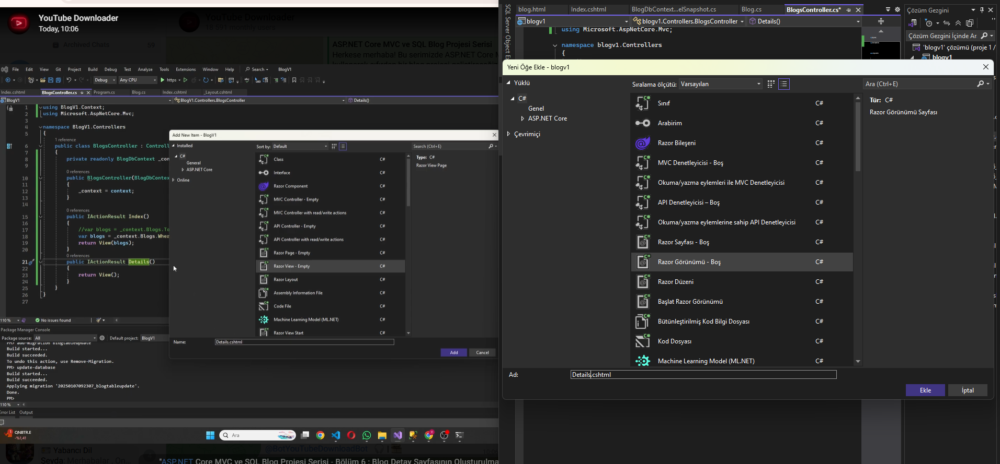 YouTube Downloader
Today, 10:06
YouTube Downloader
18 591 monthly users
Archived Chats 59
ASP.NET Core MVC ve SQL Blog Projesi Serisi
Herkese merhaba! Bu serimizde ASP.NET Core M
File Edit View Git Project Build Debug Test Analyze Tools Extensions Window Help Search BlogV1
Debug Any CPU https
Index.cshtml BlogsController.cs Program.cs Blog.cs Index.cshtml _Layout.cshtml
BlogV1 BlogV1.Controllers.BlogsController Details()
1 using BlogV1.Context;
2 using Microsoft.AspNetCore.Mvc;
3
4 namespace BlogV1.Controllers
5 {
1 reference
6 public class BlogsController : Controll
7 {
8 private readonly BlogDbContext _con
9
0 references
10 public BlogsController(BlogDbContex
11 {
12 _context = context;
13 }
14
0 references
15 public IActionResult Index()
16 {
17 //var blogs = _context.Blogs.To
18 var blogs = _context.Blogs.Wher
19 return View(blogs);
20 }
0 references
21 public IActionResult Details()
22 {
23 return View();
24 }
25 }
26 }
27
110 % No issues found
Package Manager Console
Package source: All Default project: BlogV1
PM> add-migration blogtableupdate
Build started...
Build succeeded.
To undo this action, use Remove-Migration.
PM> update-database
Build started...
Build succeeded.
Applying migration '20250107092307_blogtableupdate'.
Done.
PM>
110 %
Error List Output
Add New Item - BlogV1
Installed
C#
General
ASP.NET Core
Online
Sort by: Default
Search (Ctrl+E)
Class C#
Interface C#
Razor Component C#
MVC Controller - Empty C#
MVC Controller with read/write actions C#
API Controller - Empty C#
API Controller with read/write actions C#
Razor Page - Empty C#
Razor View - Empty C#
Razor Layout C#
Assembly Information File C#
Code File C#
Machine Learning Model (ML.NET) C#
Razor View Start C#
Type: C#
Razor View Page
Name: Details.cshtml
Add Cancel
1 QNBTR.E
-%1,41
Ara
Yabancı Dil
Şeyda: Merhabalar . Ön...
@BotYouTubeDownloadBot
10:06
"ASP.NET Core MVC ve SQL Blog Projesi Serisi - Bölüm 6 : Blog Detay Sayfasının Oluşturulma
SQL Server Object Ex
blog.html Index.cshtml BlogDbContext...elSnapshot.cs Blog.cs BlogsController.cs*
blogv1 blogv1.Controllers.BlogsController Details()
using Microsoft.AspNetCore.Mvc;
namespace blogv1.Controllers
{
Çözüm Gezgini
Çözüm Gezgini İçinde Ar
'blogv1' çözümü (proje 1 /
blogv1
Yeni Öğe Ekle - blogv1
Yüklü
C#
Genel
ASP.NET Core
Çevrimiçi
Sıralama ölçütü: Varsayılan
Ara (Ctrl+E)
Sınıf C#
Arabirim C#
Razor Bileşeni C#
MVC Denetleyicisi - Boş C#
Okuma/yazma eylemleri ile MVC Denetleyicisi C#
API Denetleyicisi – Boş C#
Okuma/yazma eylemlerine sahip API Denetleyicisi C#
Razor Sayfası - Boş C#
Razor Görünümü - Boş C#
Razor Düzeni C#
Başlat Razor Görünümü C#
Bütünleştirilmiş Kod Bilgi Dosyası C#
Kod Dosyası C#
Machine Learning Model (ML.NET) C#
Tür: C#
Razor Görünümü Sayfası
Ad: Details.cshtml
Ekle İptal